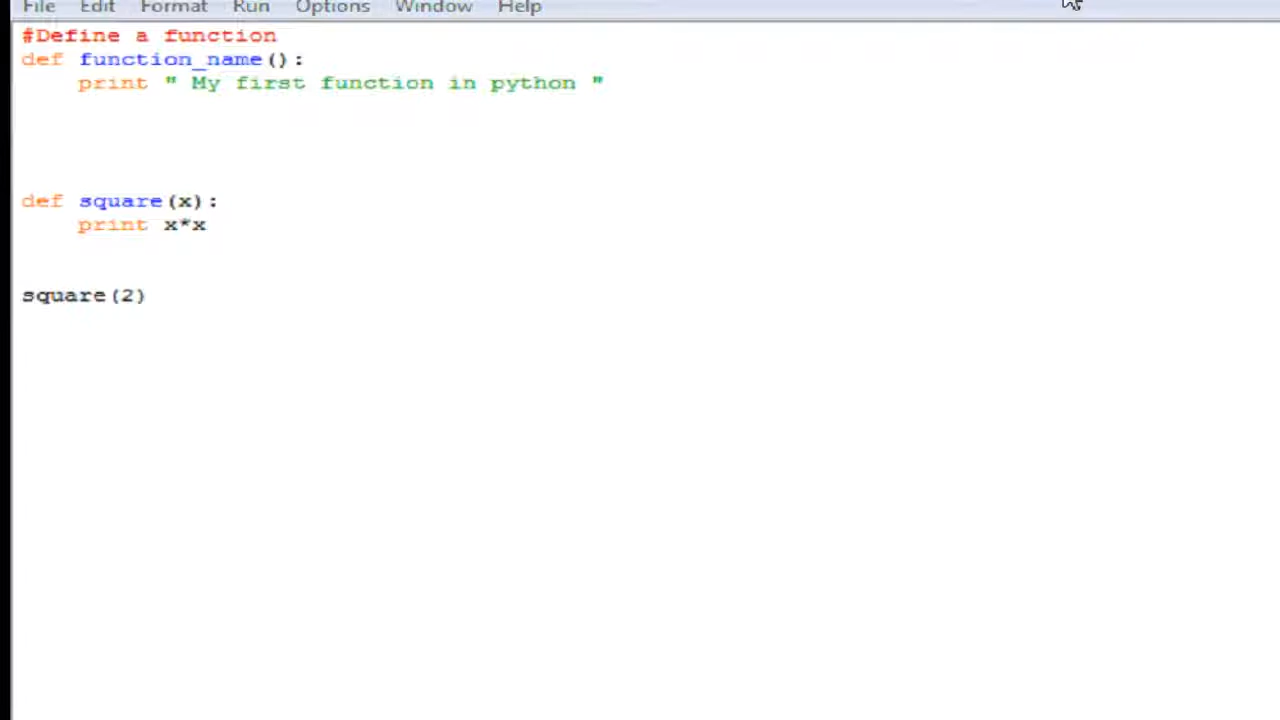 File Edit Format Run Options Window Help
#Define a function
def function_name():
    print " My first function in python "
def square(x):
    print x*x
square(2)